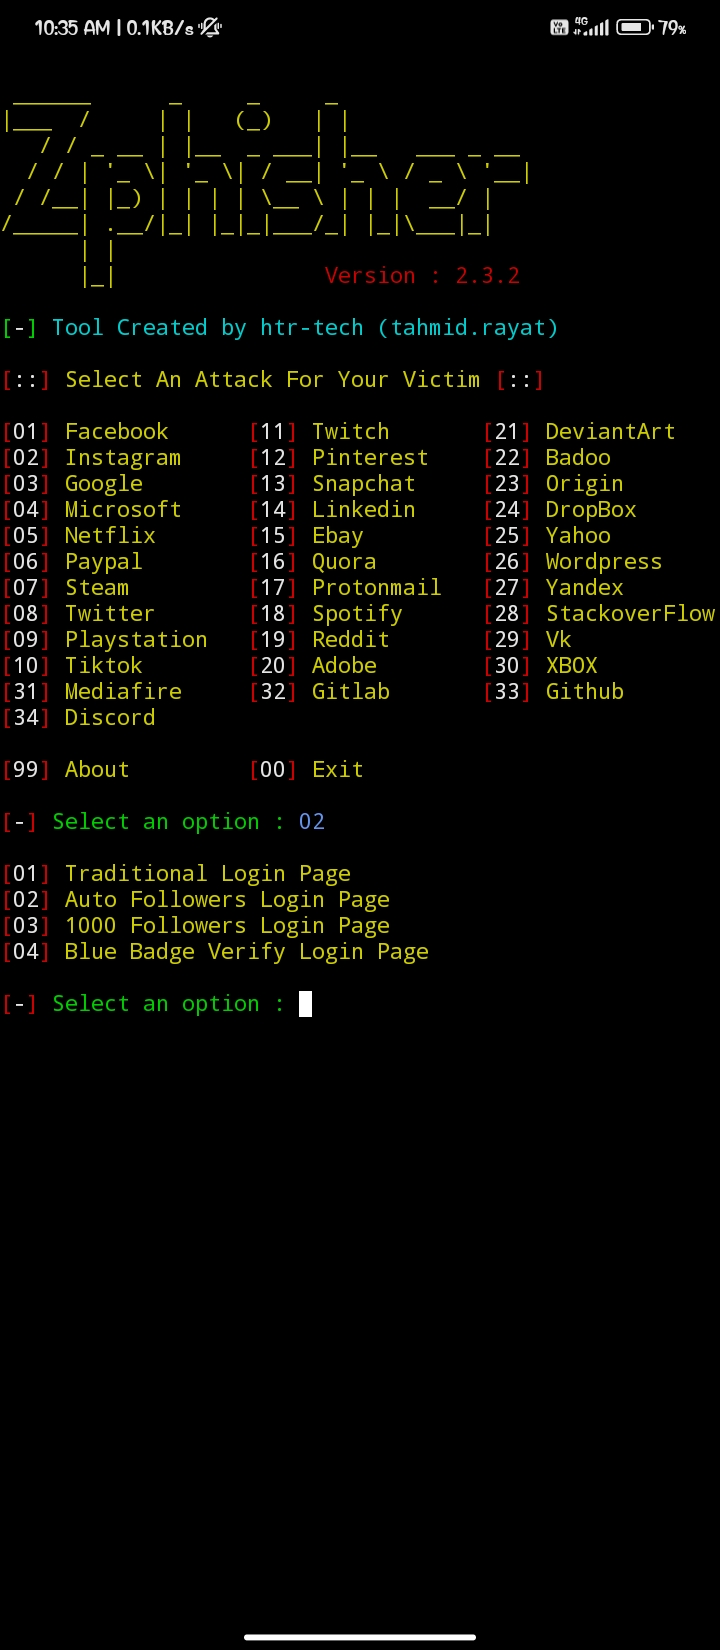 10:35 AM | 0.1KB/s 4G 79%
Zphisher
Version : 2.3.2
[-] Tool Created by htr-tech (tahmid.rayat)
[::] Select An Attack For Your Victim [::]
[01] Facebook [11] Twitch [21] DeviantArt
[02] Instagram [12] Pinterest [22] Badoo
[03] Google [13] Snapchat [23] Origin
[04] Microsoft [14] Linkedin [24] DropBox
[05] Netflix [15] Ebay [25] Yahoo
[06] Paypal [16] Quora [26] Wordpress
[07] Steam [17] Protonmail [27] Yandex
[08] Twitter [18] Spotify [28] StackoverFlow
[09] Playstation [19] Reddit [29] Vk
[10] Tiktok [20] Adobe [30] XBOX
[31] Mediafire [32] Gitlab [33] Github
[34] Discord
[99] About [00] Exit
[-] Select an option : 02
[01] Traditional Login Page
[02] Auto Followers Login Page
[03] 1000 Followers Login Page
[04] Blue Badge Verify Login Page
[-] Select an option :